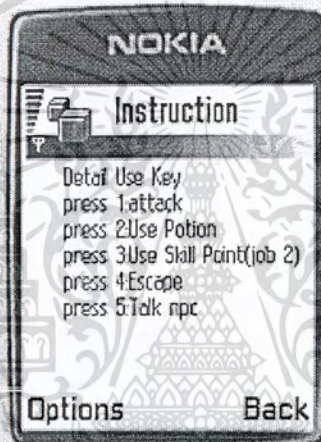 NOKIA
Instruction
Detail Use Key
press 1:attack
press 2:Use Potion
press 3:Use Skill Point(job 2)
press 4:Escape
press 5:Talk npc
Options Back